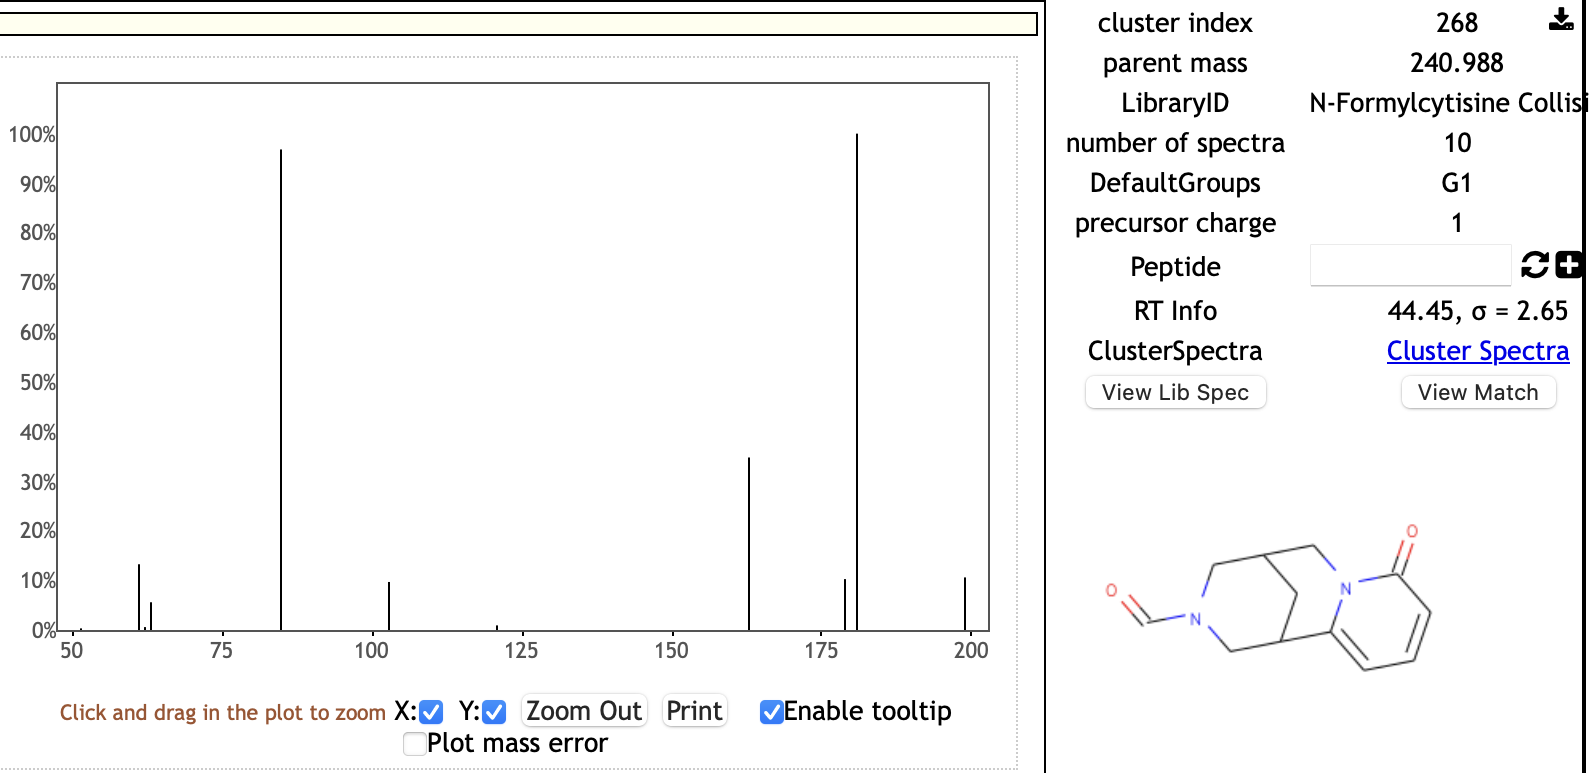 cluster index 268
parent mass 240.988
LibraryID N-Formylcytisine Collisi
number of spectra 10
DefaultGroups G1
precursor charge 1
Peptide
RT Info 44.45, σ = 2.65
ClusterSpectra Cluster Spectra
View Lib Spec View Match
100%
90%
80%
70%
60%
50%
40%
30%
20%
10%
0%
50 75 100 125 150 175 200
Click and drag in the plot to zoom X: Y: Zoom Out Print Enable tooltip
Plot mass error
O
O
N
N